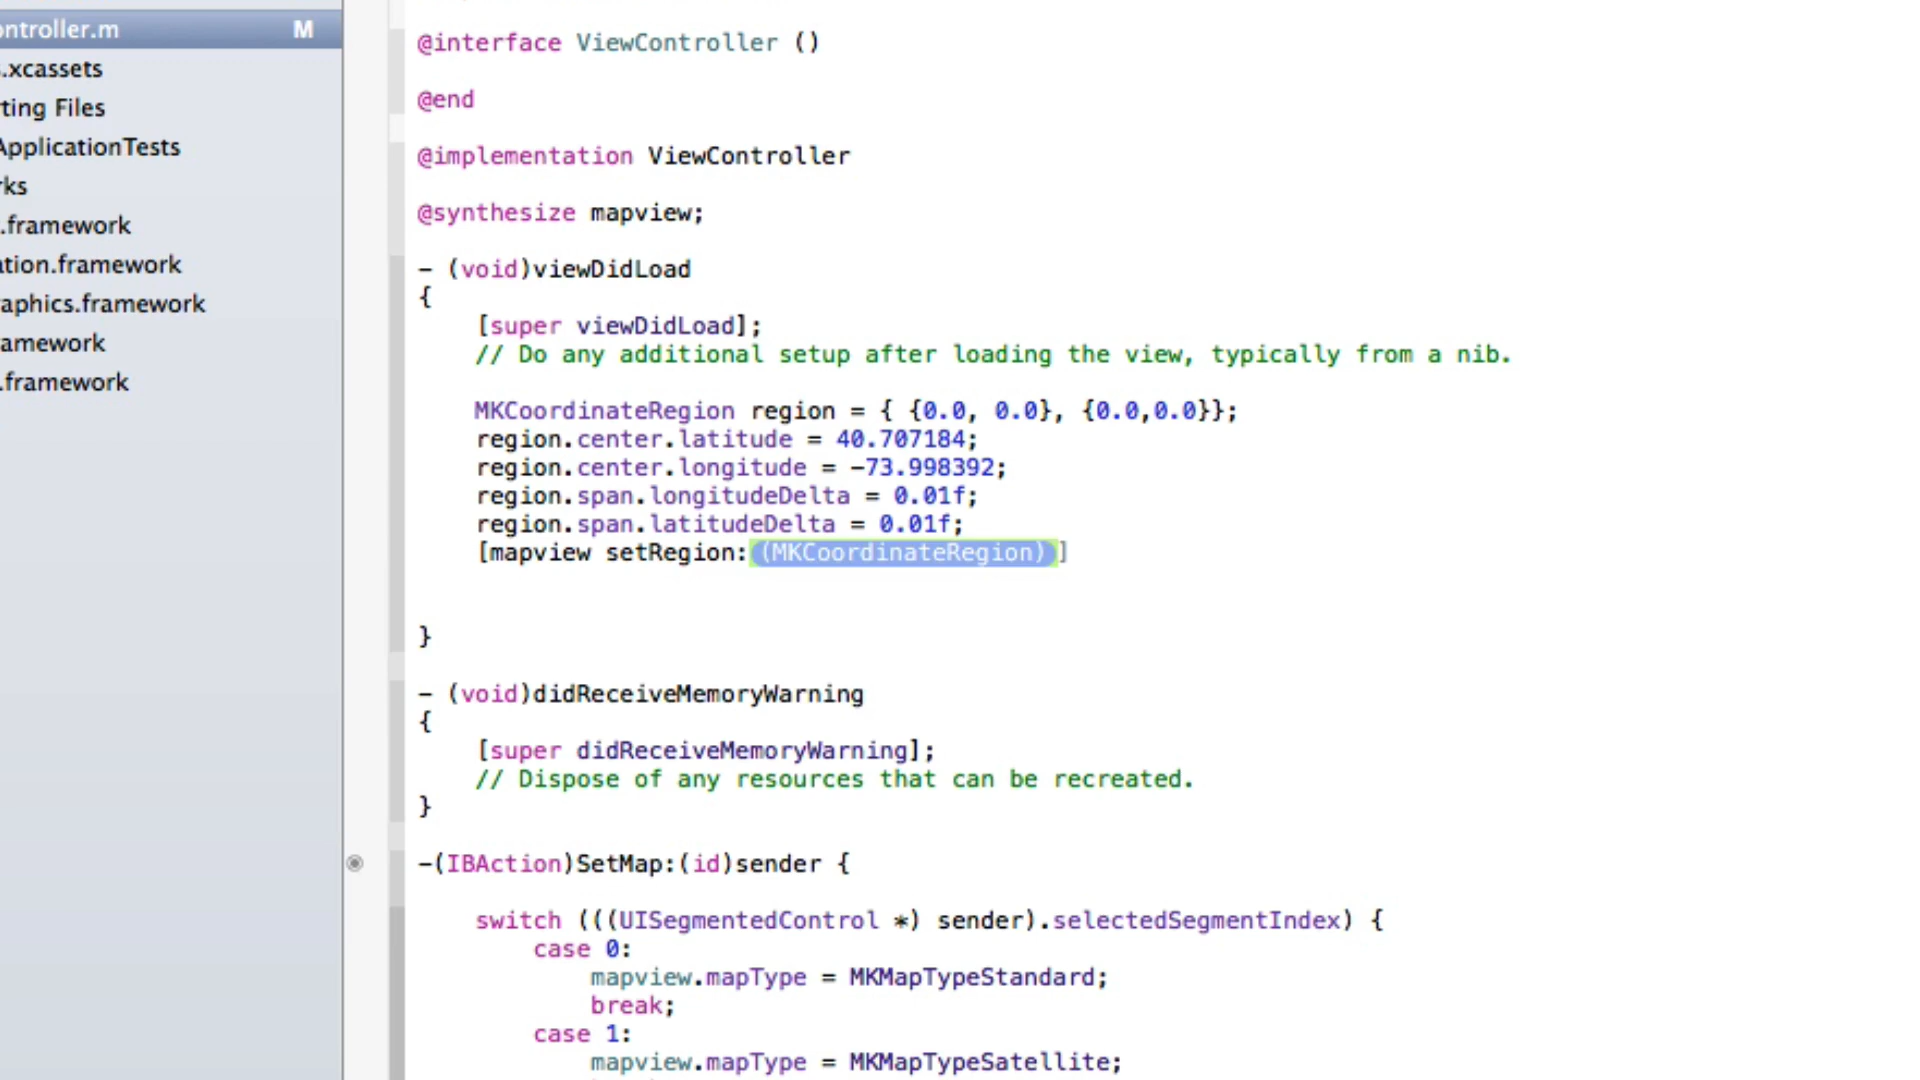 ontroller.m M
.xcassets
ting Files
ApplicationTests
rks
.framework
ation.framework
aphics.framework
amework
.framework
@interface ViewController ()
@end
@implementation ViewController
@synthesize mapview;
- (void)viewDidLoad
{
[super viewDidLoad];
// Do any additional setup after loading the view, typically from a nib.
MKCoordinateRegion region = { {0.0, 0.0}, {0.0,0.0}};
region.center.latitude = 40.707184;
region.center.longitude = -73.998392;
region.span.longitudeDelta = 0.01f;
region.span.latitudeDelta = 0.01f;
[mapview setRegion:(MKCoordinateRegion)]
}
- (void)didReceiveMemoryWarning
{
[super didReceiveMemoryWarning];
// Dispose of any resources that can be recreated.
}
-(IBAction)SetMap:(id)sender {
switch (((UISegmentedControl *) sender).selectedSegmentIndex) {
case 0:
mapview.mapType = MKMapTypeStandard;
break;
case 1:
mapview.mapType = MKMapTypeSatellite;